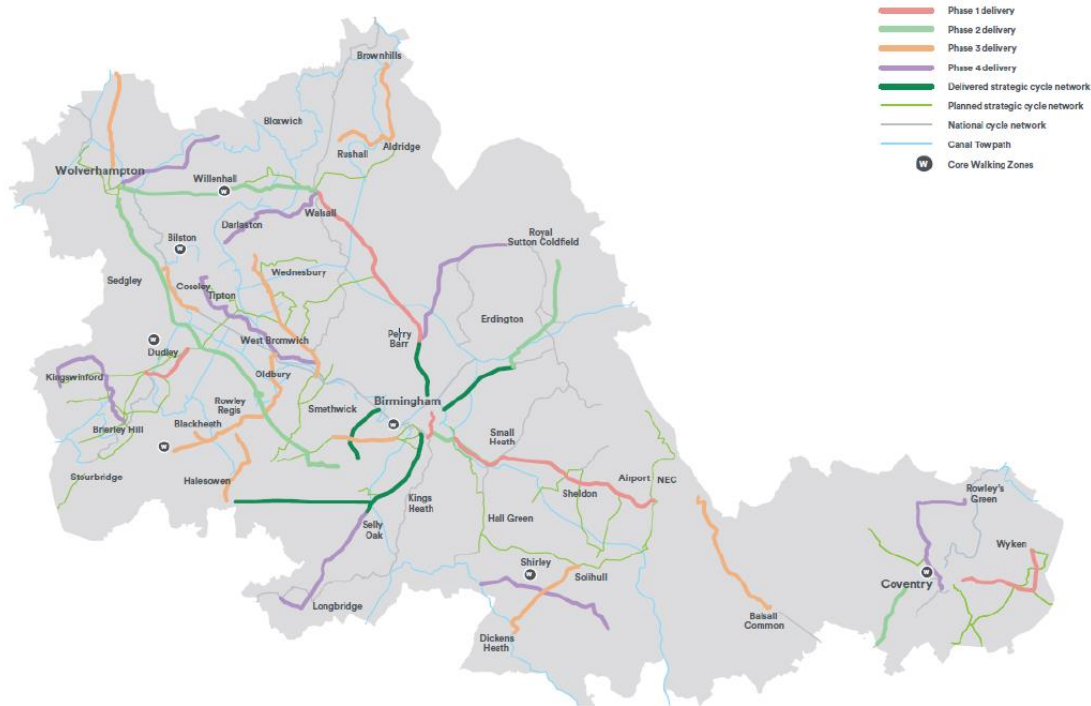 Phase 1 delivery
Phase 2 delivery
Phase 3 delivery
Phase 4 delivery
Delivered strategic cycle network
Planned strategic cycle network
National cycle network
Canal Towpath
W Core Walking Zones
Brownhills
Bloxwich
Rushall
Aldridge
Wolverhampton
Willenhall
W
Walsall
Darlaston
Bilston
W
Royal
Sutton Coldfield
Sedgley
Coseley
Tipton
Wednesbury
Erdington
Perry
Barr
West Bromwich
W
Dudley
Oldbury
Kingswinford
Rowley
Regis
Smethwick
Birmingham
W
Brierley Hill
Blackheath
W
Small
Heath
Stourbridge
Halesowen
Sheldon
Airport
NEC
Kings
Heath
Hall Green
Selly
Oak
Rowley's
Green
Wyken
Shirley
W
Solihull
W
Coventry
Longbridge
Balsall
Common
Dickens
Heath